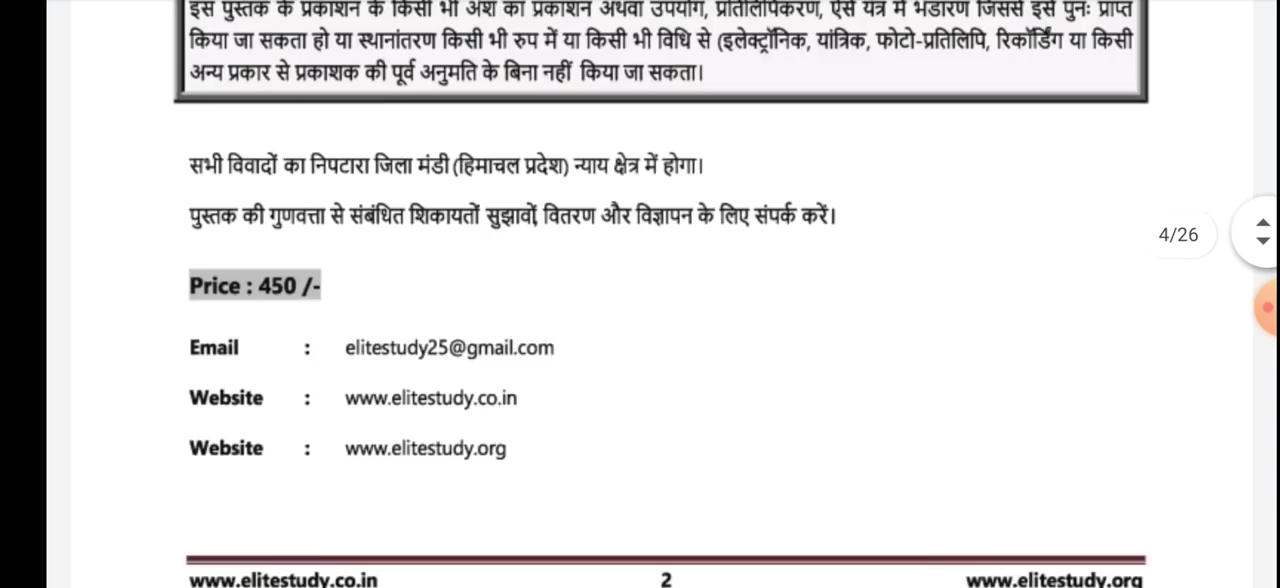 इस पुस्तक के प्रकाशन के किसी भी अंश का प्रकाशन अथवा उपयोग, प्रतिलिपिकरण, ऐसे यंत्र में भंडारण जिससे इसे पुनः प्राप्त
किया जा सकता हो या स्थानांतरण किसी भी रुप में या किसी भी विधि से (इलेक्ट्रॉनिक, यांत्रिक, फोटो-प्रतिलिपि, रिकॉर्डिंग या किसी
अन्य प्रकार से प्रकाशक की पूर्व अनुमति के बिना नहीं किया जा सकता।
सभी विवादों का निपटारा जिला मंडी (हिमाचल प्रदेश) न्याय क्षेत्र में होगा।
पुस्तक की गुणवत्ता से संबंधित शिकायतों सुझावों, वितरण और विज्ञापन के लिए संपर्क करें।
4/26
Price : 450 /-
Email : elitestudy25@gmail.com
Website : www.elitestudy.co.in
Website : www.elitestudy.org
www.elitestudy.co.in 2 www.elitestudy.org